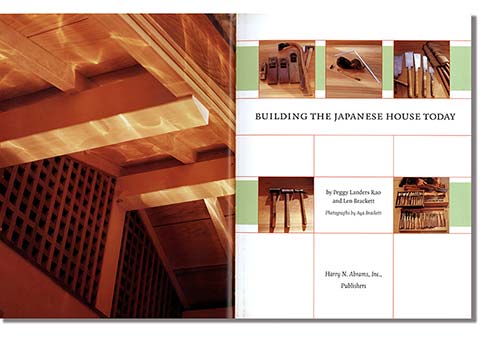 BUILDING THE JAPANESE HOUSE TODAY
by Peggy Landers Rao
and Len Brackett
Photographs by Aya Brackett
Harry N. Abrams, Inc.,
Publishers